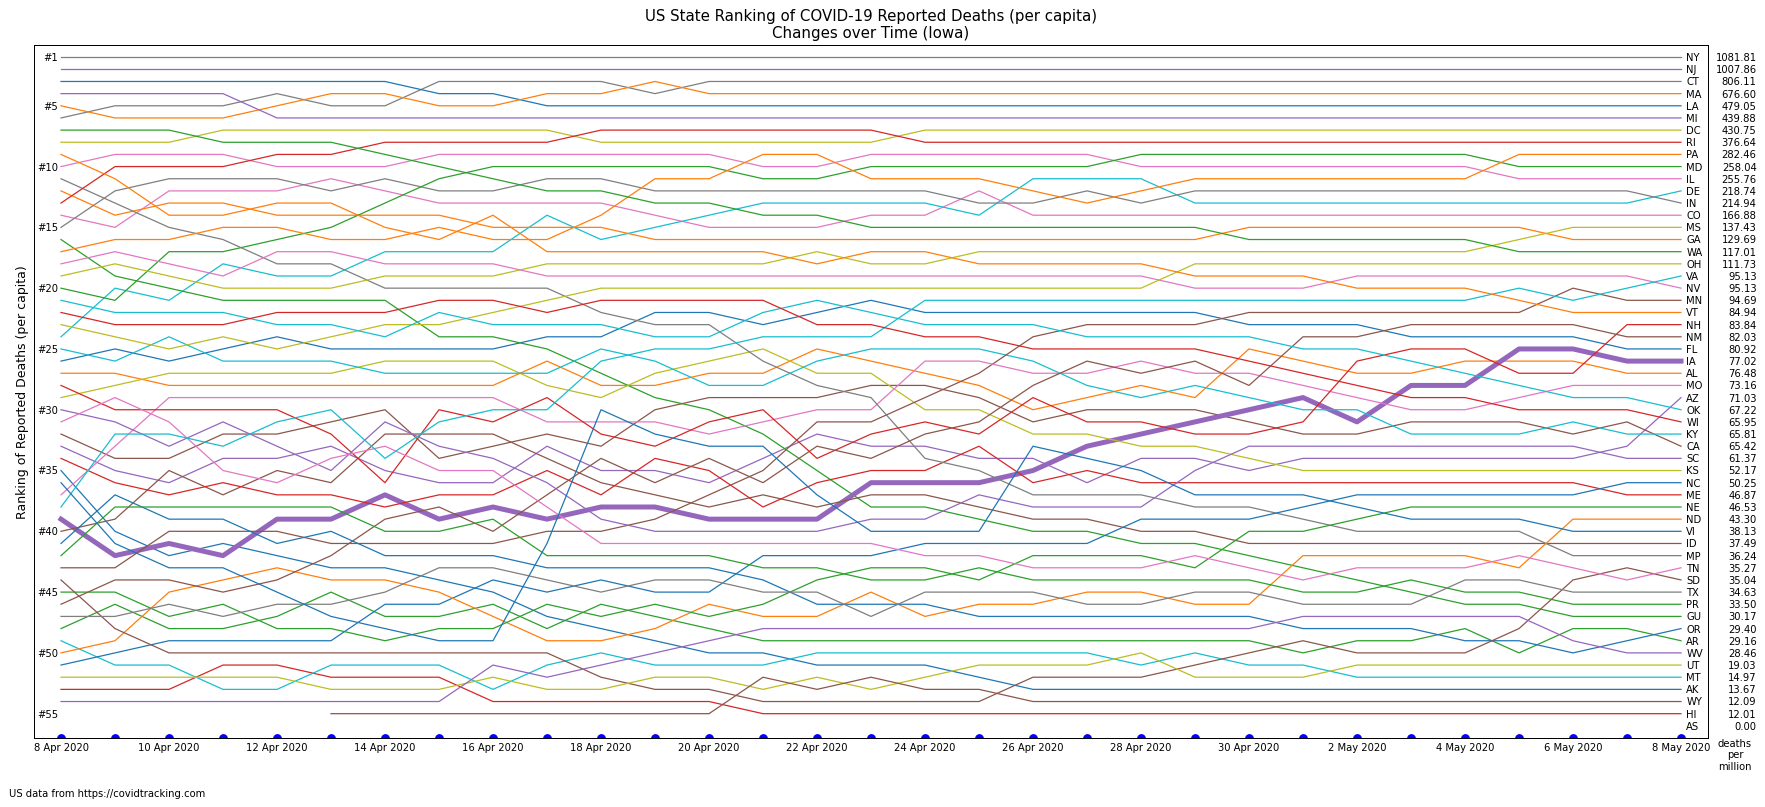 US State Ranking of COVID-19 Reported Deaths (per capita)
Changes over Time (Iowa)
Ranking of Reported Deaths (per capita)
#1
#5
#10
#15
#20
#25
#30
#35
#40
#45
#50
#55
NY 1081.81
NJ 1007.86
CT 806.11
MA 676.60
LA 479.05
MI 439.88
DC 430.75
RI 376.64
PA 282.46
MD 258.04
IL 255.76
DE 218.74
IN 214.94
CO 166.88
MS 137.43
GA 129.69
WA 117.01
OH 111.73
VA 95.13
NV 95.13
MN 94.69
VT 84.94
NH 83.84
NM 82.03
FL 80.92
IA 77.02
AL 76.48
MO 73.16
AZ 71.03
OK 67.22
WI 65.95
KY 65.81
CA 65.42
SC 61.37
KS 52.17
NC 50.25
ME 46.87
NE 46.53
ND 43.30
VI 38.13
ID 37.49
MP 36.24
TN 35.27
SD 35.04
TX 34.63
PR 33.50
GU 30.17
OR 29.40
AR 29.16
WV 28.46
UT 19.03
MT 14.97
AK 13.67
WY 12.09
HI 12.01
AS 0.00
8 Apr 2020 10 Apr 2020 12 Apr 2020 14 Apr 2020 16 Apr 2020 18 Apr 2020 20 Apr 2020 22 Apr 2020 24 Apr 2020 26 Apr 2020 28 Apr 2020 30 Apr 2020 2 May 2020 4 May 2020 6 May 2020 8 May 2020
deaths
per
million
US data from https://covidtracking.com